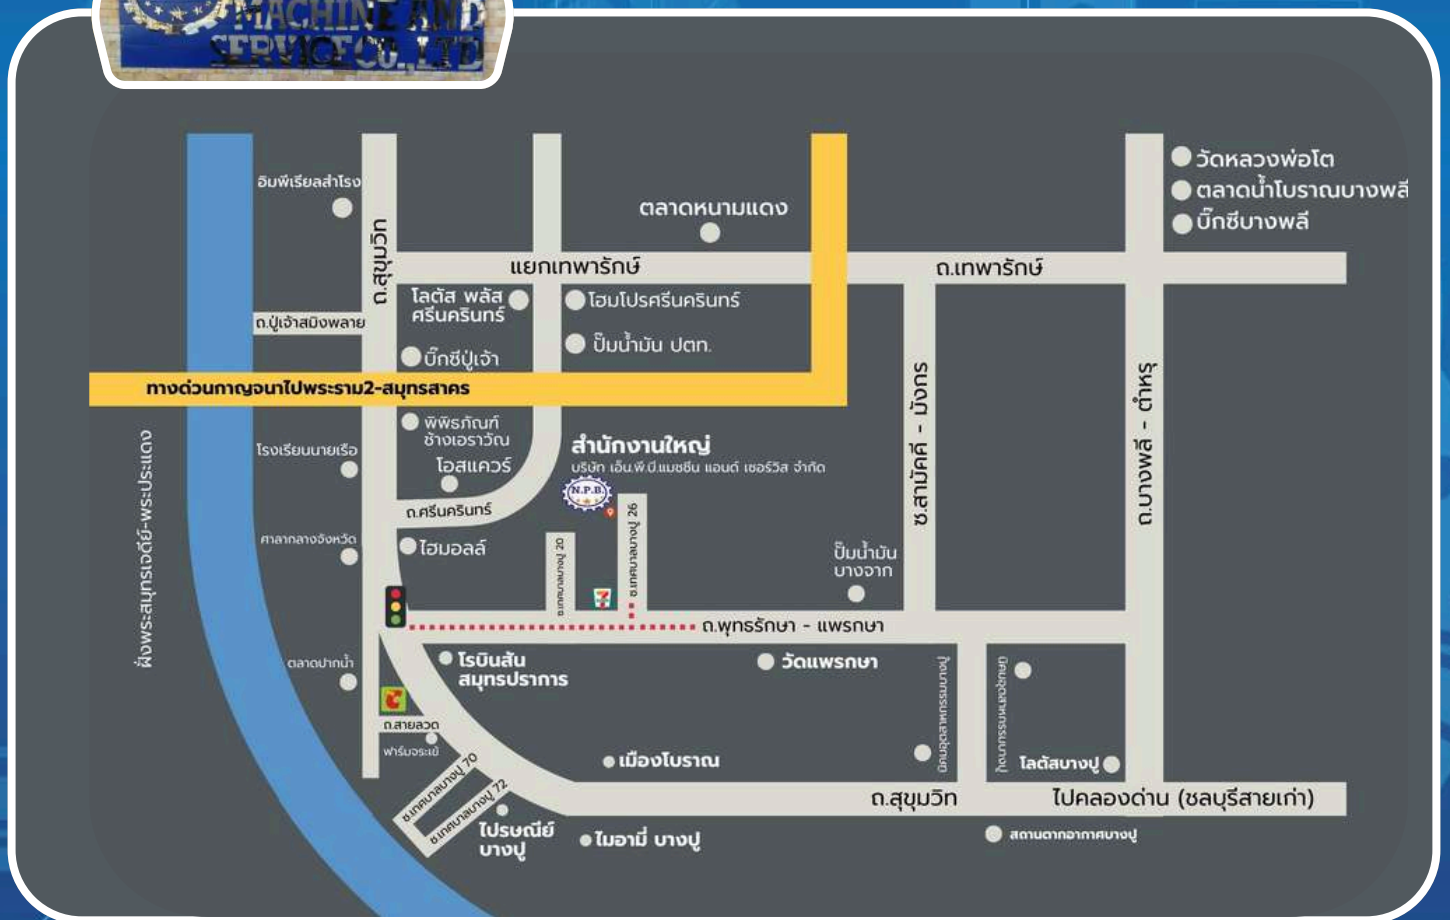 MACHINE AND
SERVICE CO.,LTD
อิมพีเรียลสำโรง
ถ.สุขุมวิท
ตลาดหนามแดง
วัดหลวงพ่อโต
ตลาดน้ำโบราณบางพลี
บิ๊กซีบางพลี
แยกเทพารักษ์
ถ.เทพารักษ์
โลตัส พลัส
ศรีนครินทร์
โฮมโปรศรีนครินทร์
ถ.ปู่เจ้าสมิงพลาย
บิ๊กซีปู่เจ้า
ปั๊มน้ำมัน ปตท.
ทางด่วนกาญจนาไปพระราม2-สมุทรสาคร
ซ.สามัคคี - มังกร
ถ.บางพลี - ตำหรุ
ฝั่งพระสมุทรเจดีย์-พระประแดง
โรงเรียนนายเรือ
พิพิธภัณฑ์
ช้างเอราวัณ
โอสแควร์
สำนักงานใหญ่
บริษัท เอ็น.พี.บี.แมชชีน แอนด์ เซอร์วิส จำกัด
N.P.B.
ถ.ศรีนครินทร์
ศาลากลางจังหวัด
ไฮมอลล์
ซ.เทศบาลบางปู 20
ซ.เทศบาลบางปู 26
7
ปั๊มน้ำมัน
บางจาก
ถ.พุทธรักษา - แพรกษา
ตลาดปากน้ำ
โรบินสัน
สมุทรปราการ
วัดแพรกษา
นิคมอุตสาหกรรมบางปู
ถ.สายลวด
ฟาร์มจระเข้
ซ.เทศบาลบางปู 70
ซ.เทศบาลบางปู 72
เมืองโบราณ
โลตัสบางปู
ถ.สุขุมวิท
ไปคลองด่าน (ชลบุรีสายเก่า)
ไปรษณีย์
บางปู
ไมอามี่ บางปู
สถานตากอากาศบางปู